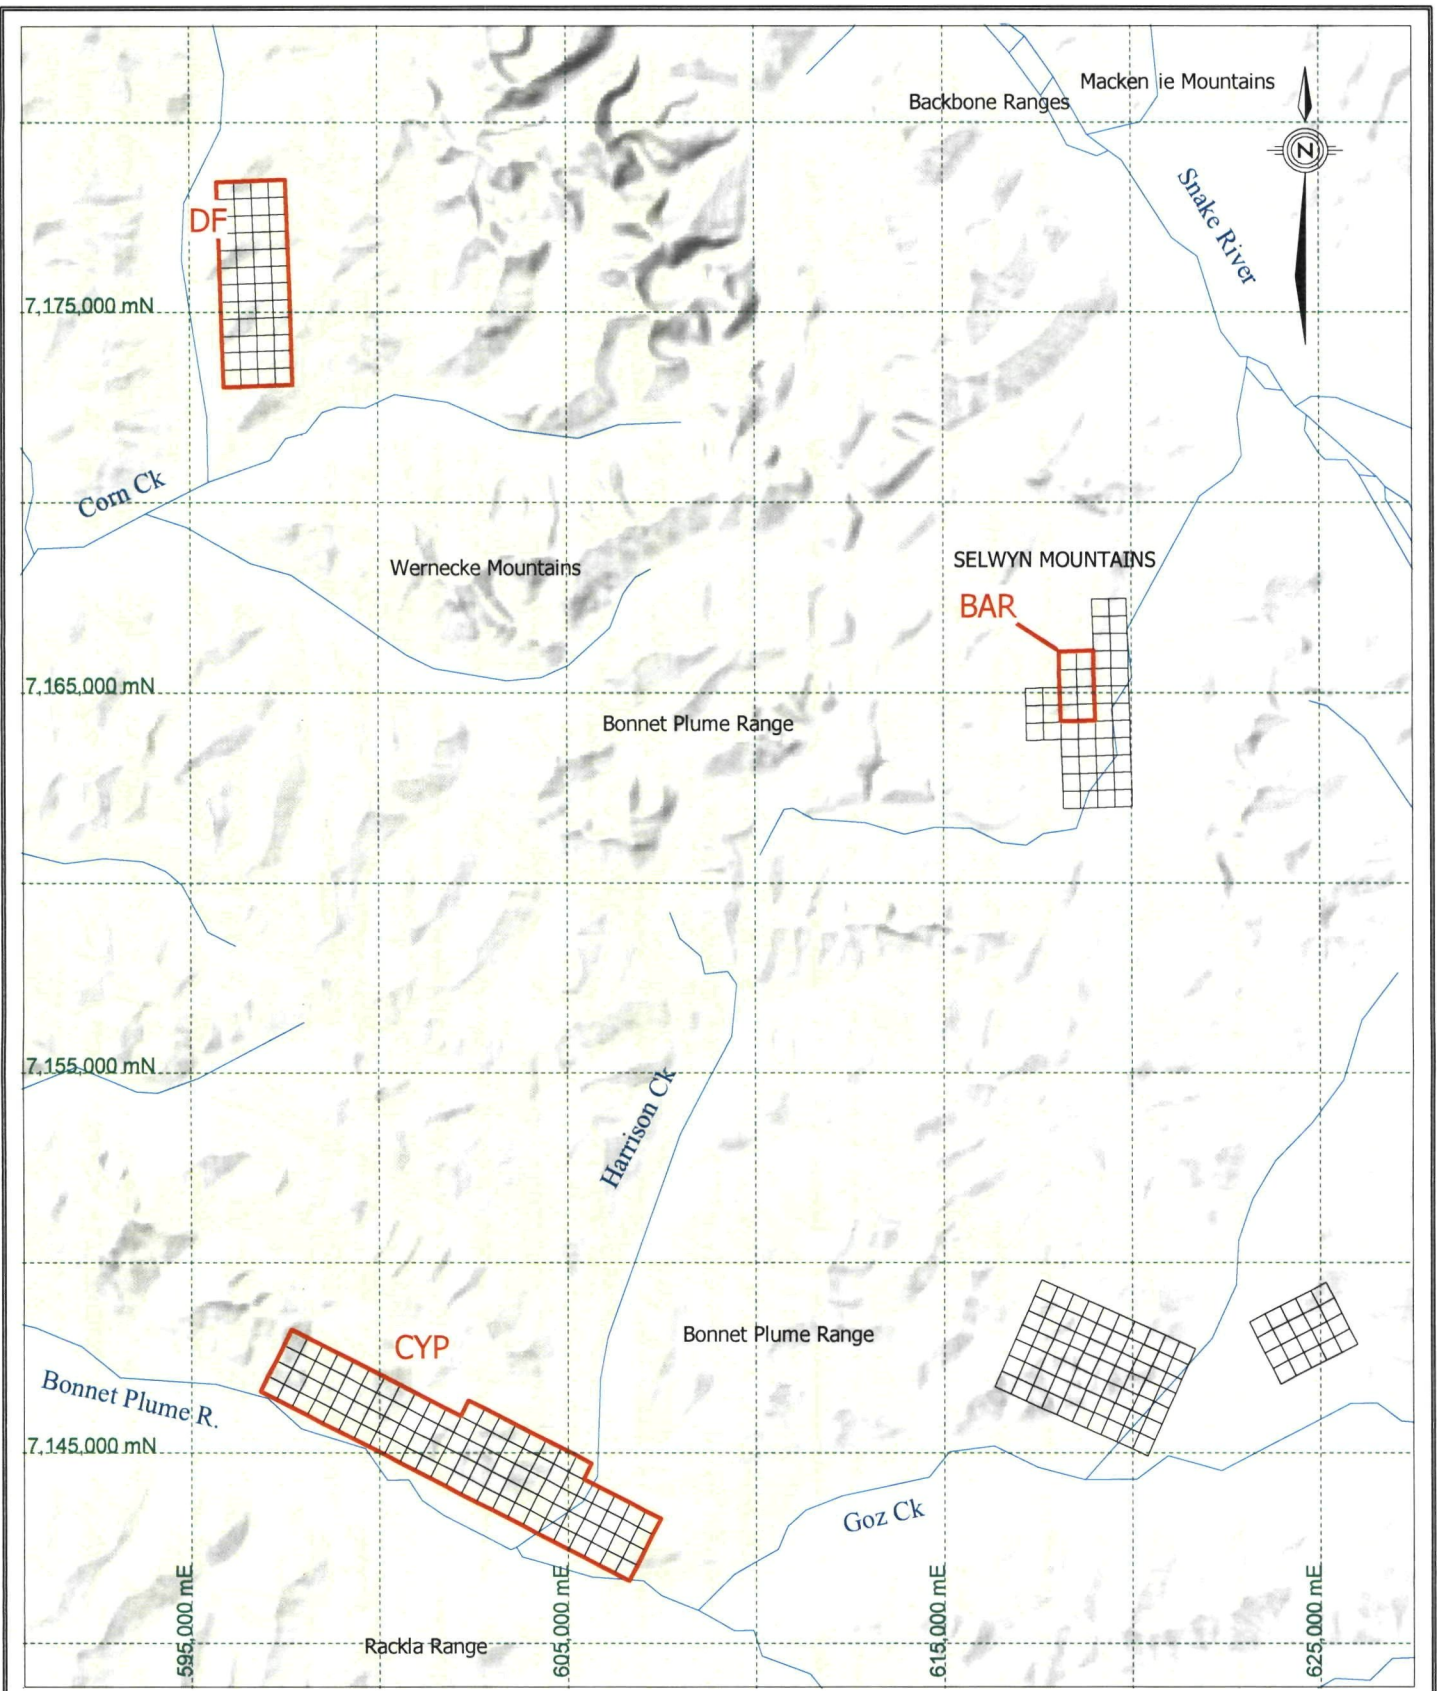 Macken ie Mountains
Backbone Ranges
N
Snake River
DF
7,175,000 mN
Corn Ck
Wernecke Mountains
SELWYN MOUNTAINS
BAR
7,165,000 mN
Bonnet Plume Range
7,155,000 mN
Harrison Ck
Bonnet Plume Range
CYP
Bonnet Plume R.
7,145,000 mN
Goz Ck
595,000 mE
605,000 mE
615,000 mE
625,000 mE
Rackla Range